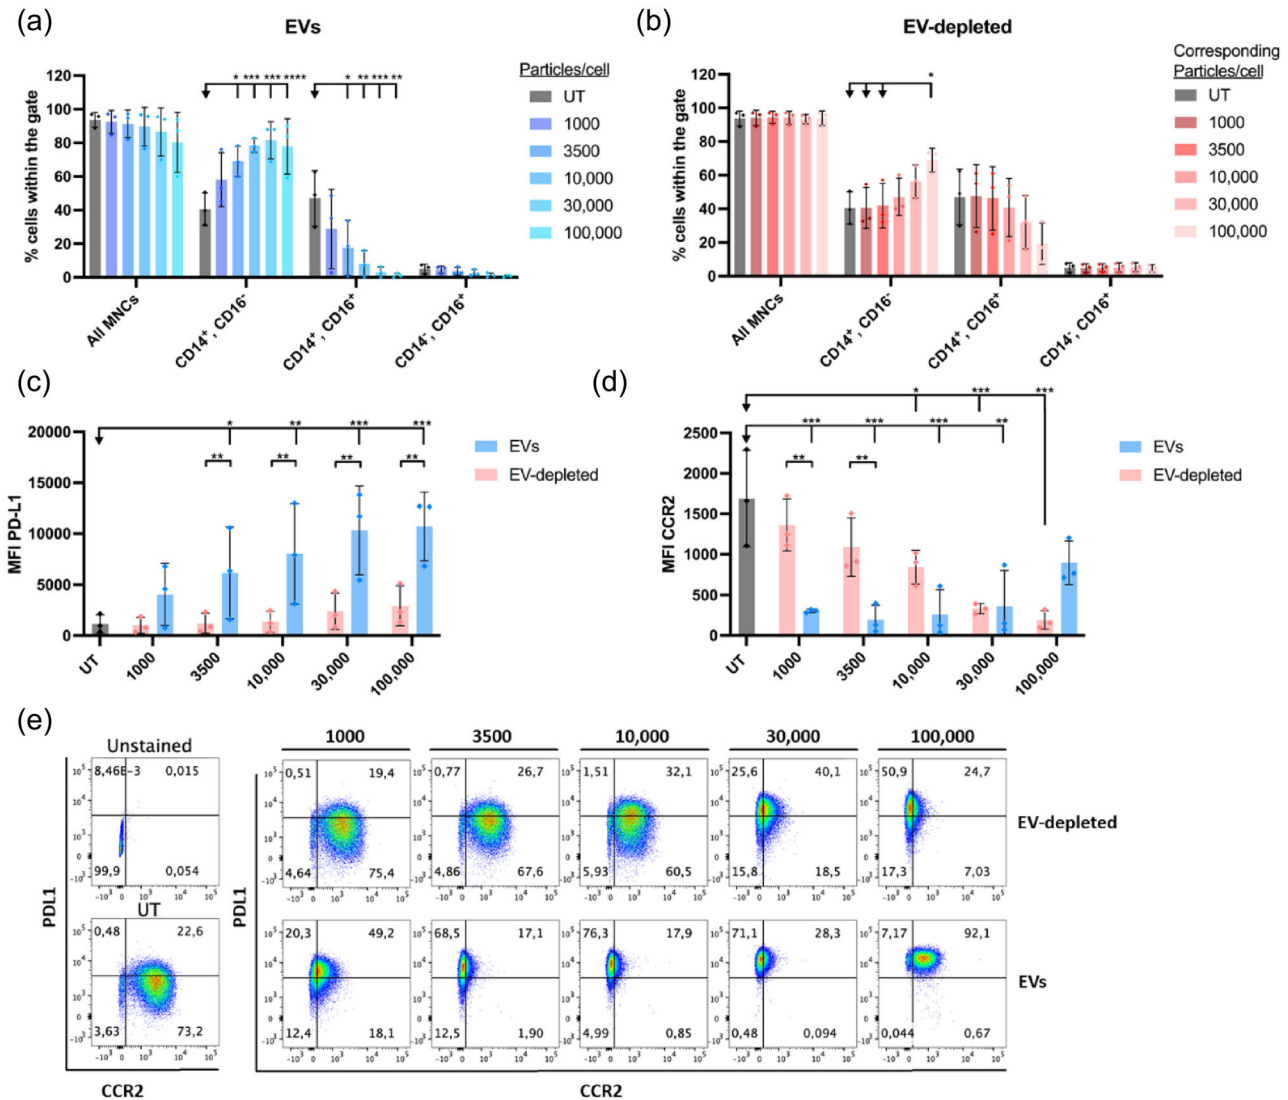 (a)
EVs
% cells within the gate
120
100
80
60
40
20
0
* *** *** ****
* ** *** **
All MNCs
CD14+, CD16-
CD14+, CD16+
CD14-, CD16+
Particles/cell
UT
1000
3500
10,000
30,000
100,000
(b)
EV-depleted
% cells within the gate
120
100
80
60
40
20
0
*
All MNCs
CD14+, CD16-
CD14+, CD16+
CD14-, CD16+
Corresponding
Particles/cell
UT
1000
3500
10,000
30,000
100,000
(c)
MFI PD-L1
20000
15000
10000
5000
0
* ** *** ***
** ** ** **
UT
1000
3500
10,000
30,000
100,000
EVs
EV-depleted
(d)
MFI CCR2
2500
2000
1500
1000
500
0
* *** ***
*** *** *** **
** **
UT
1000
3500
10,000
30,000
100,000
EVs
EV-depleted
(e)
Unstained
8,46E-3 0,015
99,9 0,054
UT
0,48 22,6
3,63 73,2
PDL1
CCR2
1000 3500 10,000 30,000 100,000
0,51 19,4 0,77 26,7 1,51 32,1 25,6 40,1 50,9 24,7
4,64 75,4 4,86 67,6 5,93 60,5 15,8 18,5 17,3 7,03
EV-depleted
20,3 49,2 68,5 17,1 76,3 17,9 71,1 28,3 7,17 92,1
12,4 18,1 12,5 1,90 4,99 0,85 0,48 0,094 0,044 0,67
EVs
PDL1
CCR2